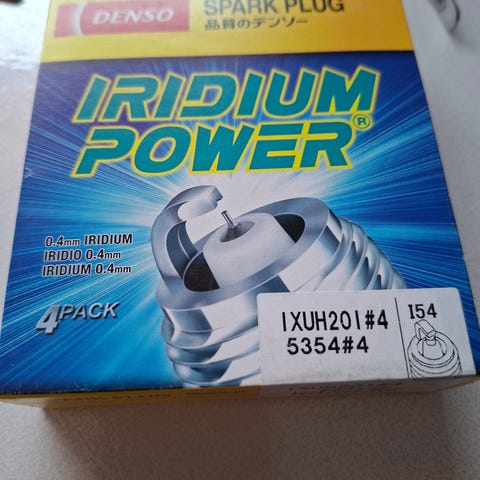 DENSO
SPARK PLUG
品質のデンソー
IRIDIUM
POWER®
0.4mm IRIDIUM
IRIDIO 0.4mm
IRIDIUM 0.4mm
4PACK
IXUH20I#4
5354#4
I54